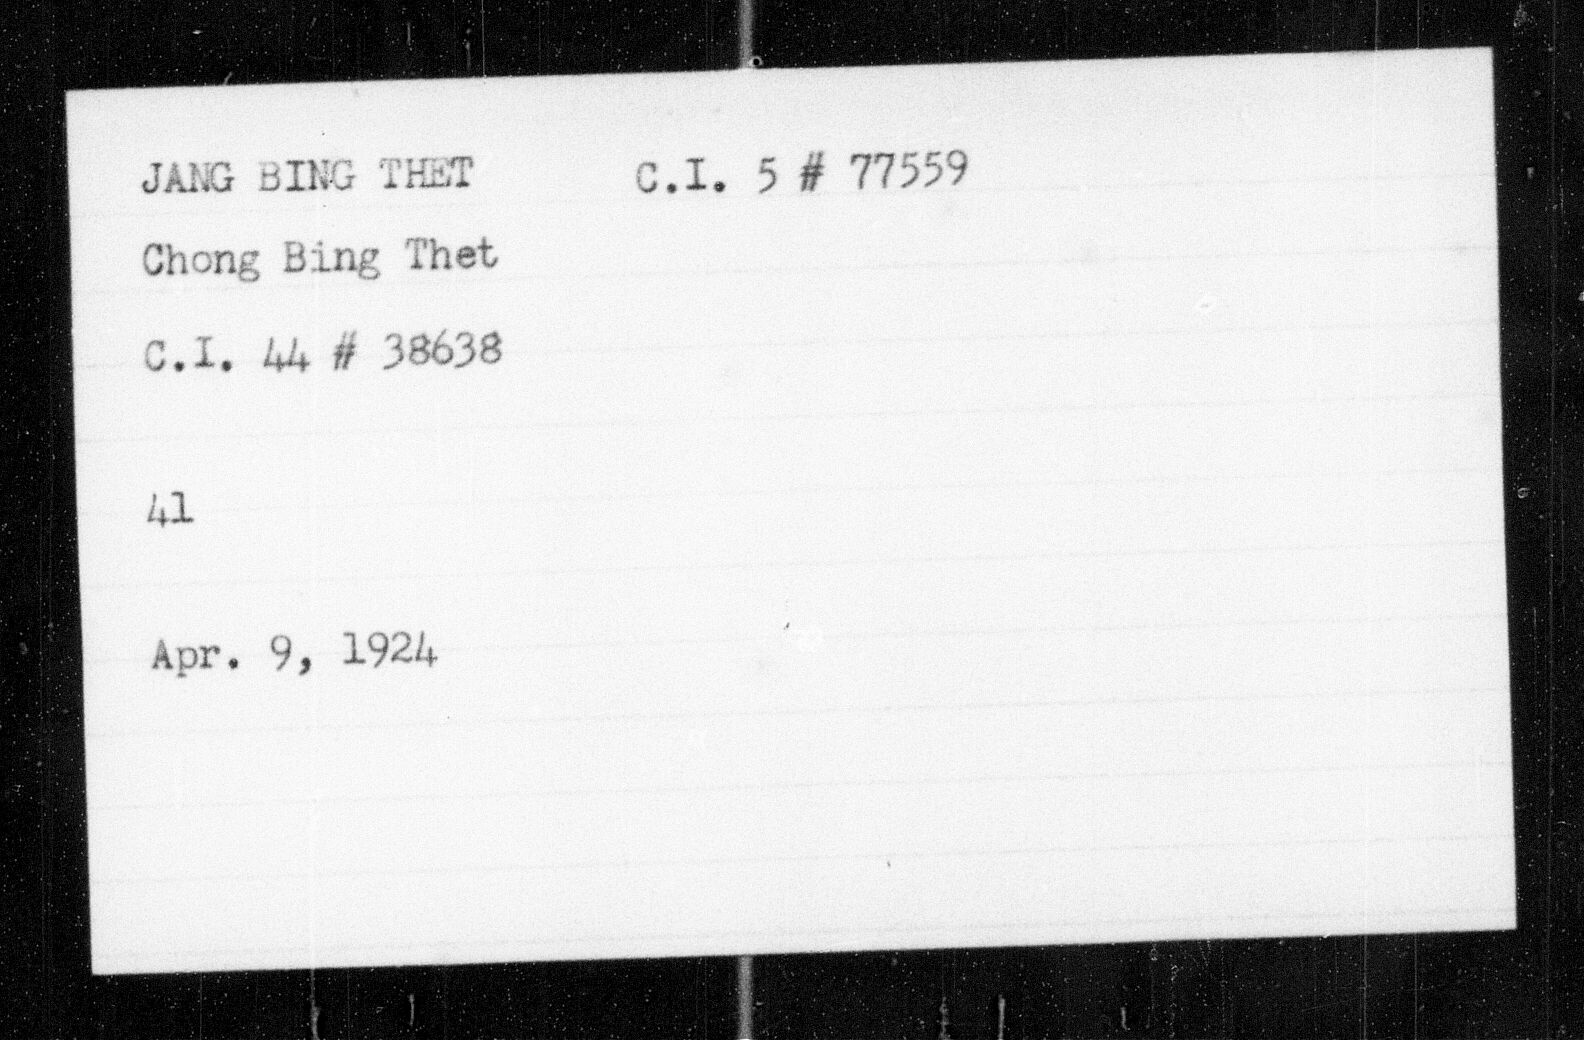 JANG BING THET C.I. 5 # 77559
Chong Bing Thet
C.I. 44 # 38638
41
Apr. 9, 1924